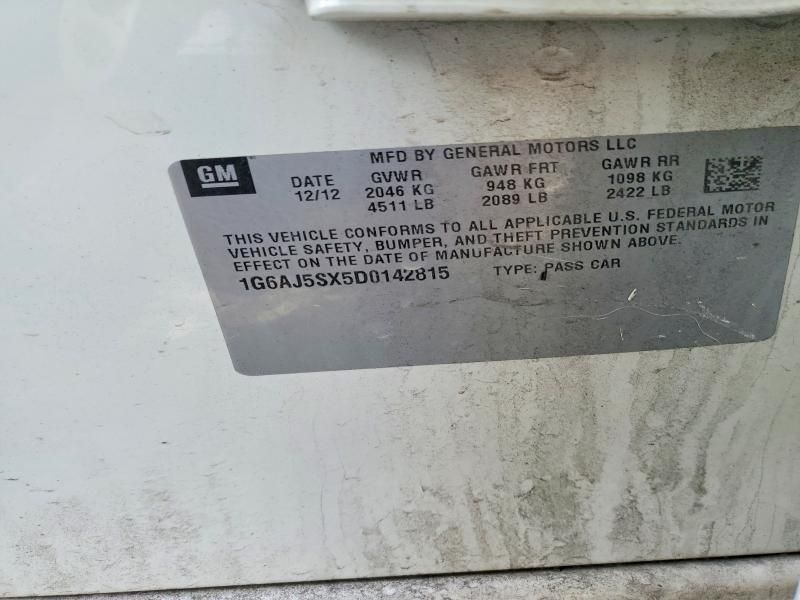 GM
MFD BY GENERAL MOTORS LLC
DATE GVWR GAWR FRT GAWR RR
12/12 2046 KG 948 KG 1098 KG
4511 LB 2089 LB 2422 LB
THIS VEHICLE CONFORMS TO ALL APPLICABLE U.S. FEDERAL MOTOR
VEHICLE SAFETY, BUMPER, AND THEFT PREVENTION STANDARDS IN
EFFECT ON THE DATE OF MANUFACTURE SHOWN ABOVE.
1G6AJ5SX5D0142815 TYPE: PASS CAR